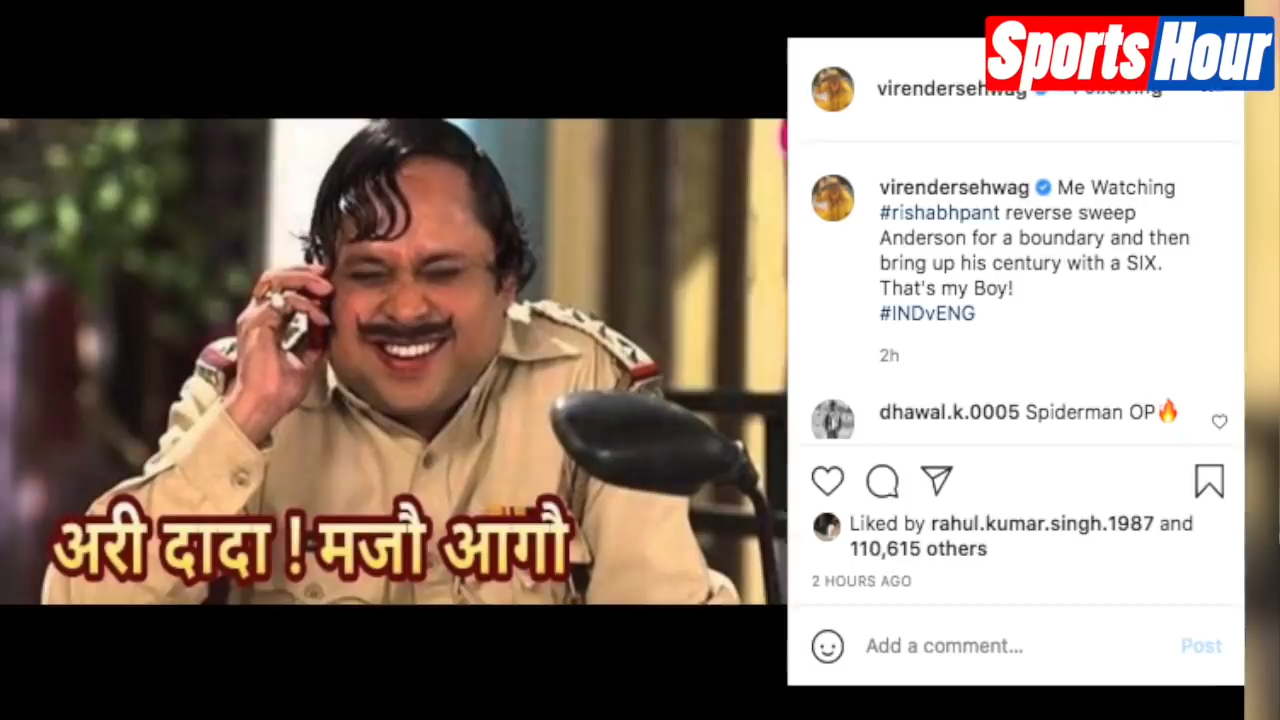 Sports Hour
virendersehwag
virendersehwag Me Watching
#rishabhpant reverse sweep
Anderson for a boundary and then
bring up his century with a SIX.
That's my Boy!
#INDvENG
2h
dhawal.k.0005 Spiderman OP🔥
Liked by rahul.kumar.singh.1987 and
110,615 others
2 HOURS AGO
Add a comment... Post
अरी दादा ! मजौ आगौ